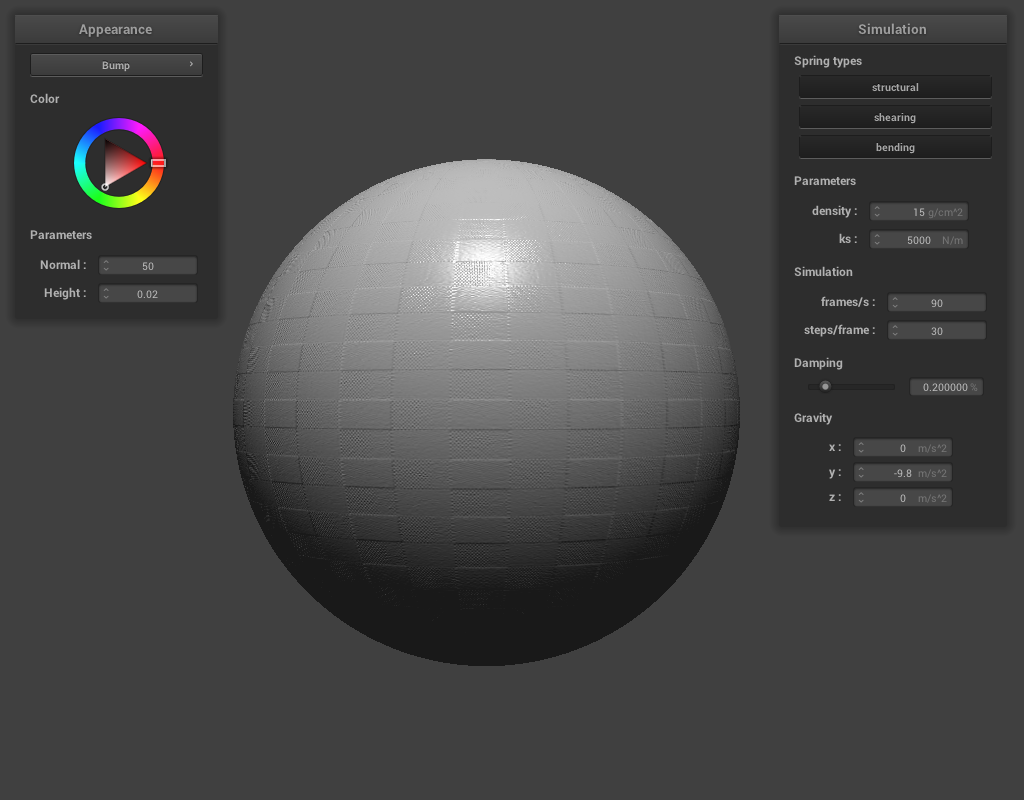 Appearance
Bump
Color
Parameters
Normal : 50
Height : 0.02
Simulation
Spring types
structural
shearing
bending
Parameters
density : 15 g/cm^2
ks : 5000 N/m
Simulation
frames/s : 90
steps/frame : 30
Damping
0.200000 %
Gravity
x : 0 m/s^2
y : -9.8 m/s^2
z : 0 m/s^2